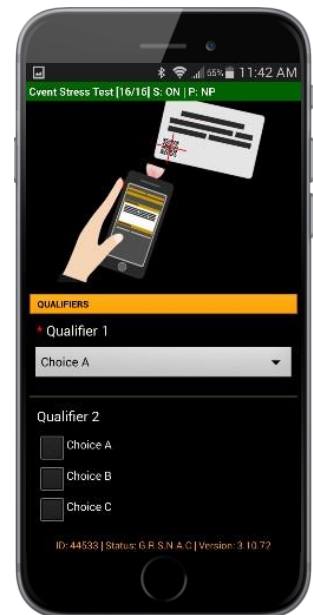 65% 11:42 AM
Cvent Stress Test [16/16] S: ON | P: NP
QUALIFIERS
* Qualifier 1
Choice A
Qualifier 2
Choice A
Choice B
Choice C
ID: 44533 | Status: G.R.S.N.A.C | Version: 3.10.72